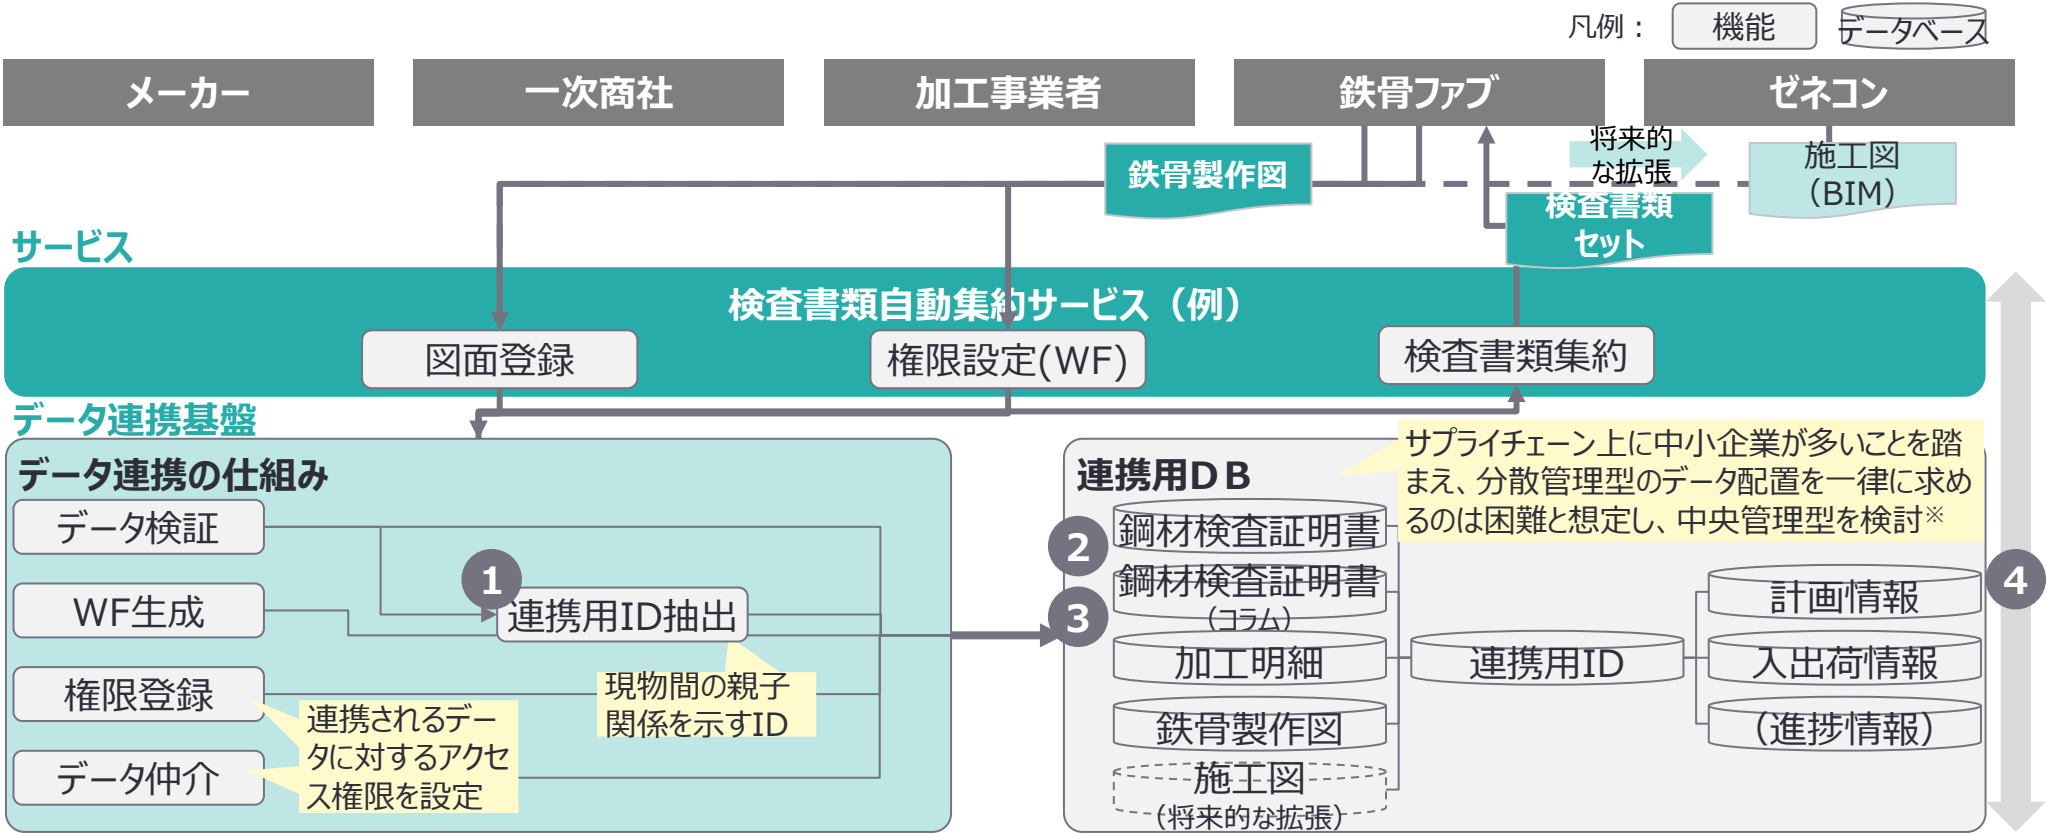 凡例：
機能
データベース
メーカー
一次商社
加工事業者
鉄骨ファブ
ゼネコン
鉄骨製作図
将来的
な拡張
施工図
（BIM）
検査書類
セット
サービス
検査書類自動集約サービス（例）
図面登録
権限設定(WF)
検査書類集約
データ連携基盤
データ連携の仕組み
データ検証
WF生成
権限登録
データ仲介
1
連携用ID抽出
現物間の親子
関係を示すID
連携されるデー
タに対するアクセ
ス権限を設定
連携用ＤＢ
サプライチェーン上に中小企業が多いことを踏
まえ、分散管理型のデータ配置を一律に求め
るのは困難と想定し、中央管理型を検討※
2
鋼材検査証明書
3
鋼材検査証明書
（コラム）
加工明細
鉄骨製作図
施工図
（将来的な拡張）
連携用ID
計画情報
入出荷情報
（進捗情報）
4